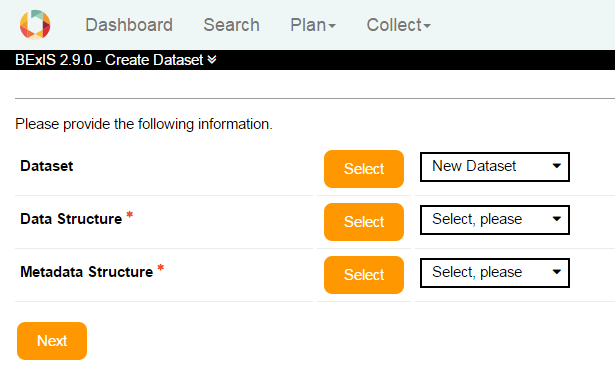 Dashboard Search Plan Collect
BExIS 2.9.0 - Create Dataset
Please provide the following information.
Dataset Select New Dataset
Data Structure * Select Select, please
Metadata Structure * Select Select, please
Next